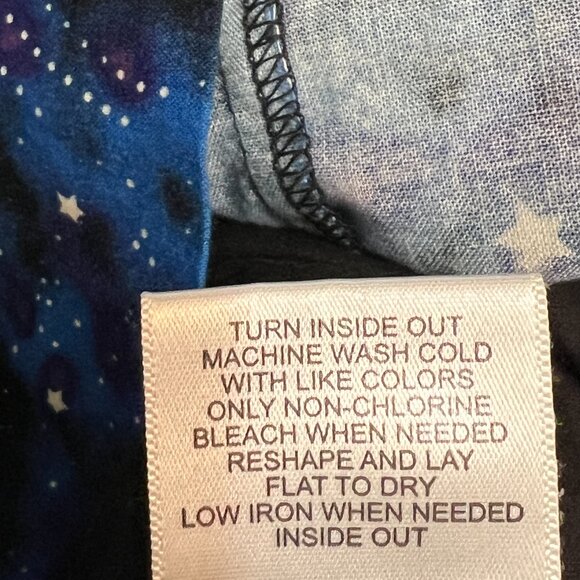 TURN INSIDE OUT
MACHINE WASH COLD
WITH LIKE COLORS
ONLY NON-CHLORINE
BLEACH WHEN NEEDED
RESHAPE AND LAY
FLAT TO DRY
LOW IRON WHEN NEEDED
INSIDE OUT